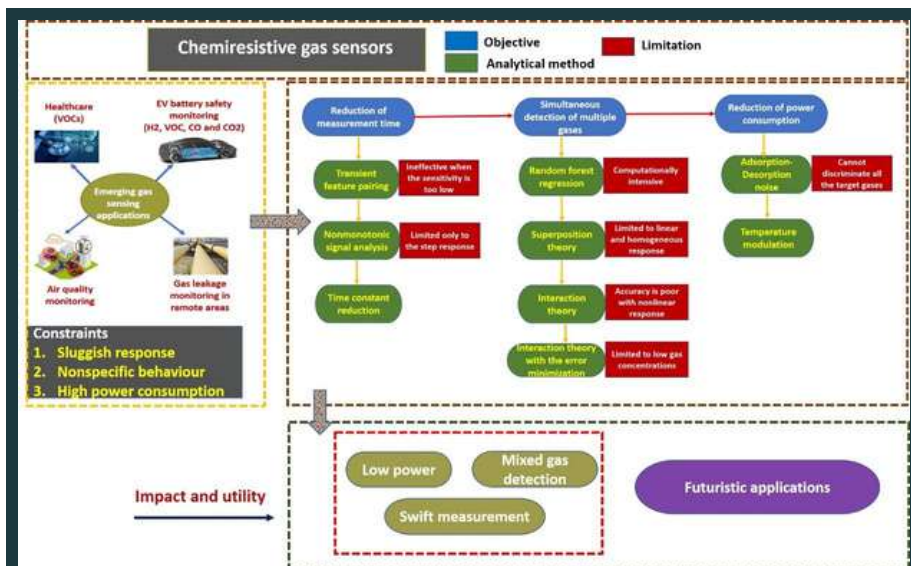 Chemiresistive gas sensors
Objective
Limitation
Analytical method
Healthcare
(VOCs)
EV battery safety
monitoring
(H2, VOC, CO and CO2)
Emerging gas
sensing
applications
Air quality
monitoring
Gas leakage
monitoring in
remote areas
Constraints
1. Sluggish response
2. Nonspecific behaviour
3. High power consumption
Reduction of
measurement time
Simultaneous
detection of multiple
gases
Reduction of power
consumption
Transient
feature pairing
Ineffective when
the sensitivity is
too low
Nonmonotonic
signal analysis
Limited only to
the step response
Time constant
reduction
Random forest
regression
Computationally
intensive
Superposition
theory
Limited to linear
and homogeneous
response
Interaction
theory
Accuracy is poor
with nonlinear
response
Interaction theory
with the error
minimization
Limited to low gas
concentrations
Adsorption-
Desorption
noise
Cannot
discriminate all
the target gases
Temperature
modulation
Impact and utility
Low power
Mixed gas
detection
Swift measurement
Futuristic applications